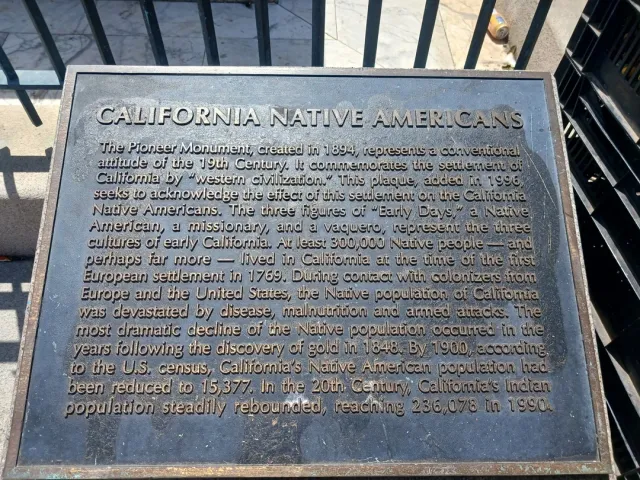 CALIFORNIA NATIVE AMERICANS
The Pioneer Monument, created in 1894, represents a conventional
attitude of the 19th Century. It commemorates the settlement of
California by "western civilization." This plaque, added in 1996,
seeks to acknowledge the effect of this settlement on the California
Native Americans. The three figures of "Early Days," a Native
American, a missionary, and a vaquero, represent the three
cultures of early California. At least 300,000 Native people — and
perhaps far more — lived in California at the time of the first
European settlement in 1769. During contact with colonizers from
Europe and the United States, the Native population of California
was devastated by disease, malnutrition and armed attacks. The
most dramatic decline of the Native population occurred in the
years following the discovery of gold in 1848. By 1900, according
to the U.S. census, California's Native American population had
been reduced to 15,377. In the 20th Century, California's Indian
population steadily rebounded, reaching 236,078 in 1990.